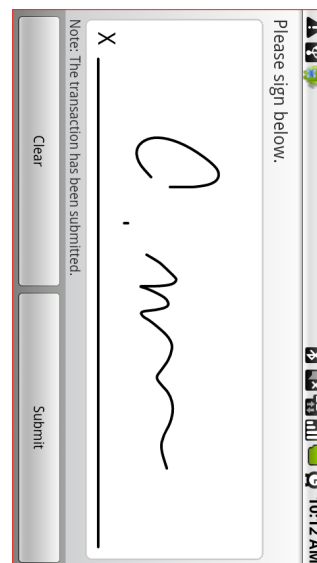 10:12 AM
Please sign below.
X
Note: The transaction has been submitted.
Clear
Submit